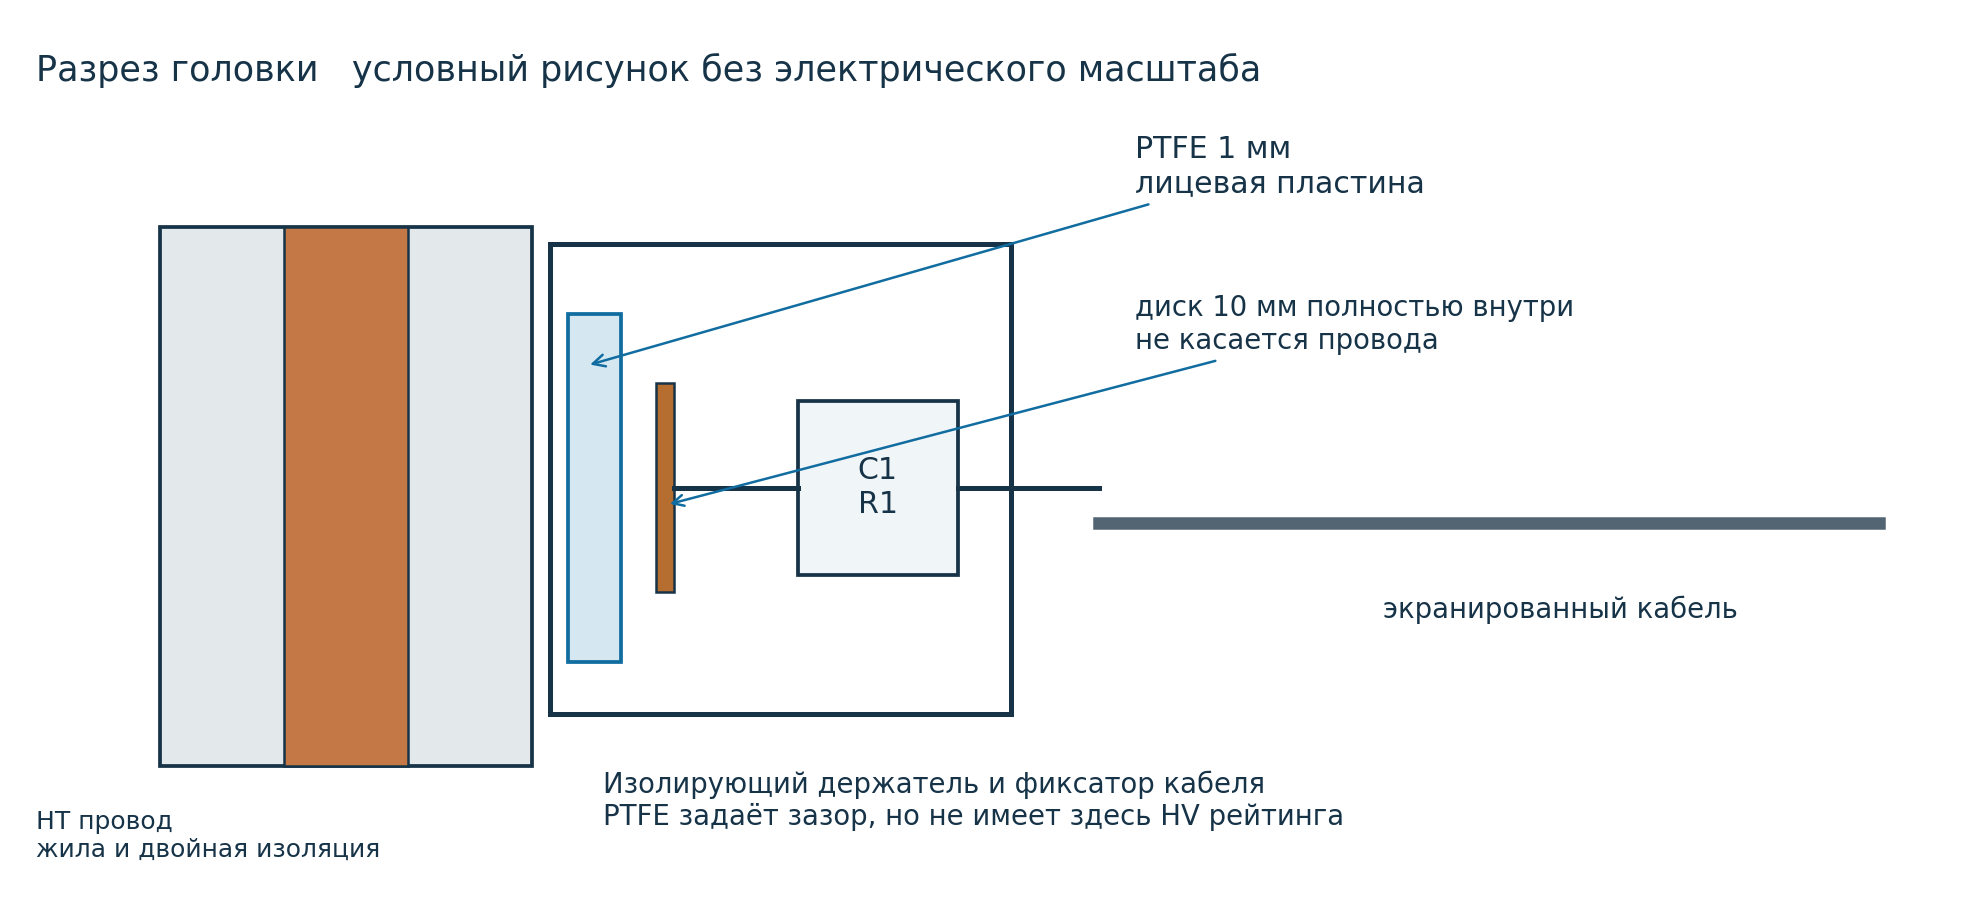 Разрез головки   условный рисунок без электрического масштаба
PTFE 1 мм
лицевая пластина
диск 10 мм полностью внутри
не касается провода
C1
R1
экранированный кабель
Изолирующий держатель и фиксатор кабеля
PTFE задаёт зазор, но не имеет здесь HV рейтинга
НТ провод
жила и двойная изоляция